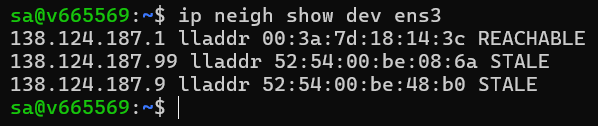 sa@v665569:~$ ip neigh show dev ens3
138.124.187.1 lladdr 00:3a:7d:18:14:3c REACHABLE
138.124.187.99 lladdr 52:54:00:be:08:6a STALE
138.124.187.9 lladdr 52:54:00:be:48:b0 STALE
sa@v665569:~$